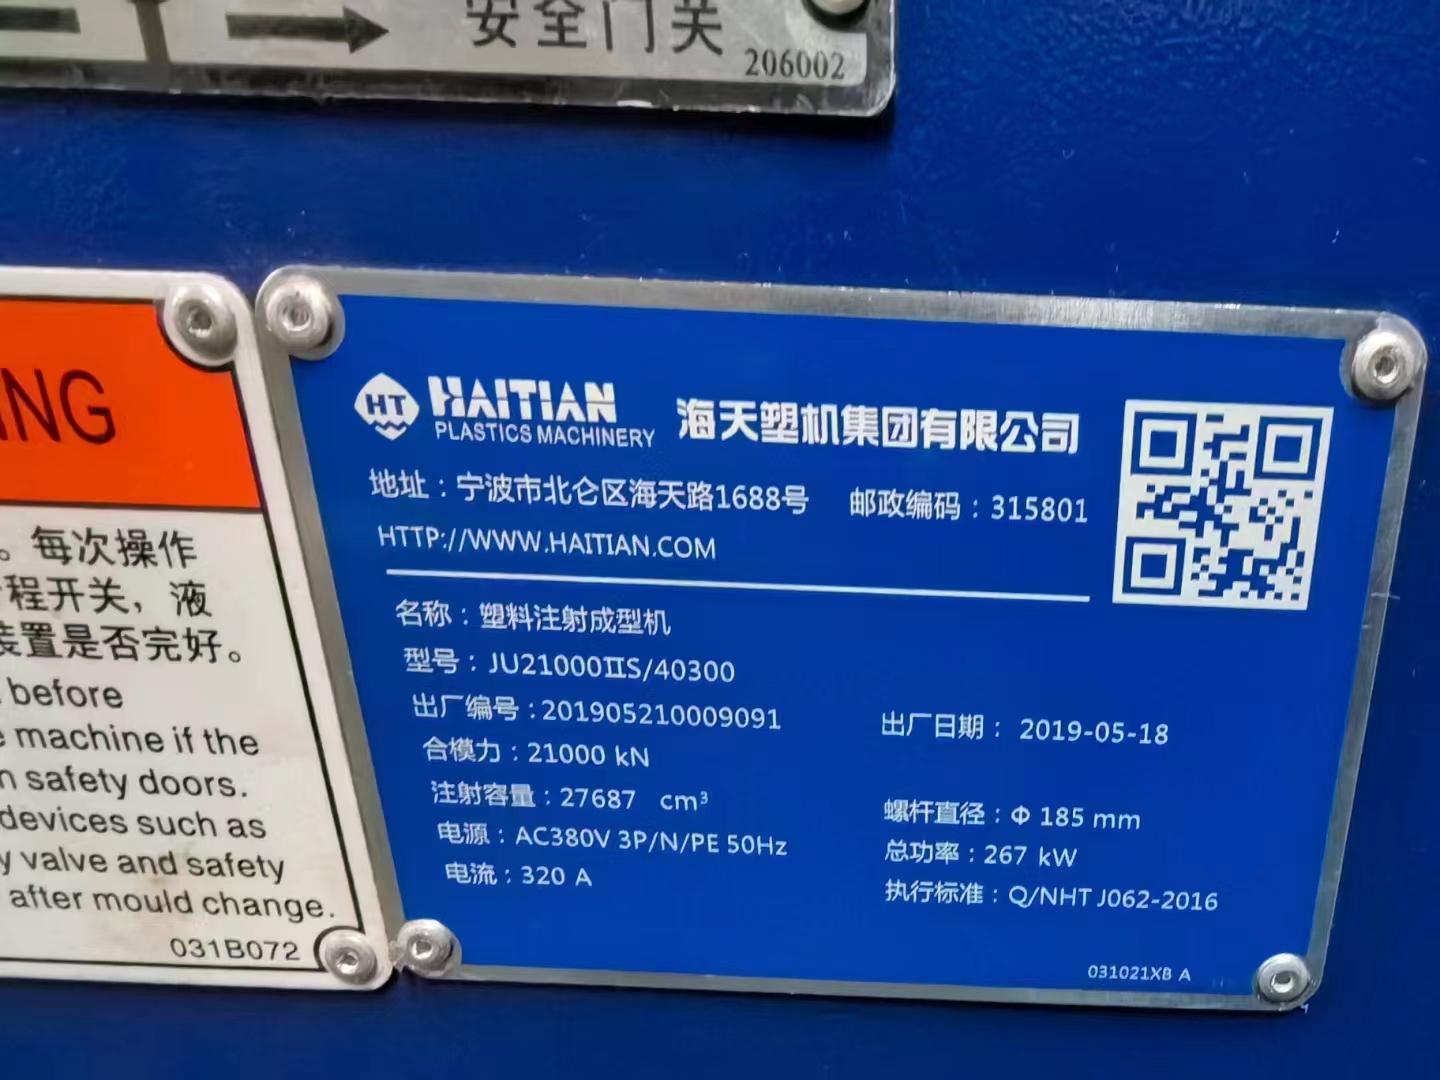 安全门关
206002
HT HAITIAN
PLASTICS MACHINERY
海天塑机集团有限公司
地址：宁波市北仑区海天路1688号 邮政编码：315801
HTTP://WWW.HAITIAN.COM
名称：塑料注射成型机
型号：JU21000ⅡS/40300
出厂编号：201905210009091 出厂日期： 2019-05-18
合模力：21000 kN
注射容量：27687 cm³ 螺杆直径：Φ 185 mm
电源：AC380V 3P/N/PE 50Hz 总功率：267 kW
电流：320 A 执行标准：Q/NHT J062-2016
031021XB A
ING
。每次操作
程开关，液
装置是否完好。
before
machine if the
safety doors.
devices such as
valve and safety
after mould change.
031B072